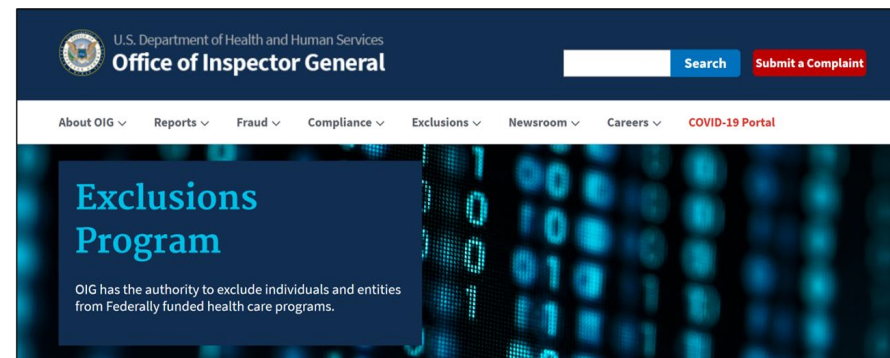 U.S. Department of Health and Human Services
Office of Inspector General
Search
Submit a Complaint
About OIG
Reports
Fraud
Compliance
Exclusions
Newsroom
Careers
COVID-19 Portal
Exclusions
Program
OIG has the authority to exclude individuals and entities
from Federally funded health care programs.